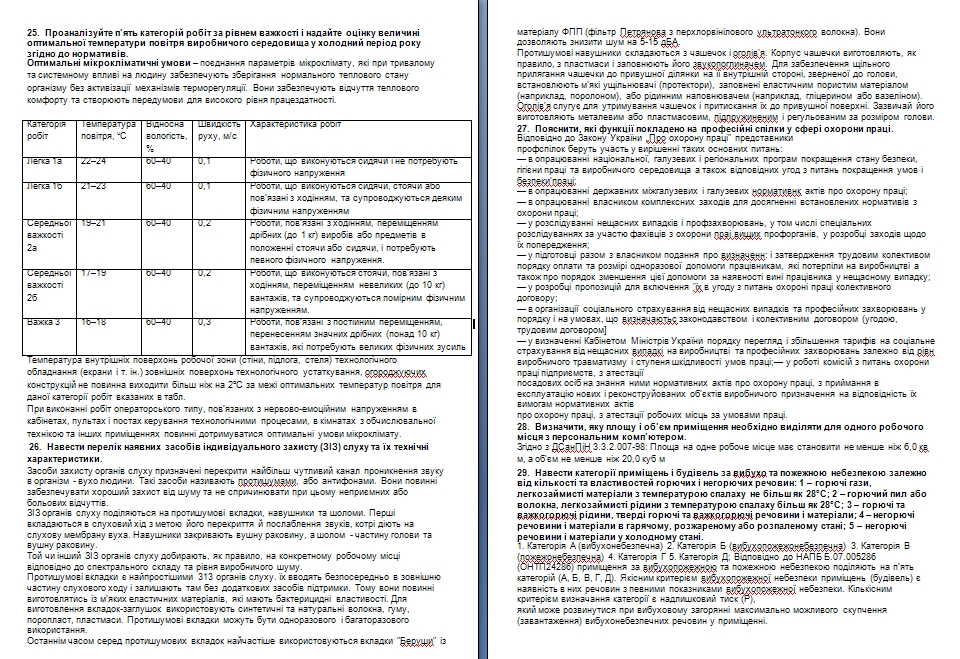 25. Проаналізуйте п'ять категорій робіт за рівнем важкості і надайте оцінку величині
оптимальної температури повітря виробничого середовища у холодний період року
згідно до нормативів.
Оптимальні мікрокліматичні умови – поєднання параметрів мікроклімату, які при тривалому
та системному впливі на людину забезпечують зберігання нормального теплового стану
організму без активізації механізмів терморегуляції. Вони забезпечують відчуття теплового
комфорту та створюють передумови для високого рівня працездатності.
Категорія робіт
Температура повітря, °С
Відносна вологість, %
Швидкість руху, м/с
Характеристика робіт
Легка 1а 22–24 60–40 0,1 Роботи, що виконуються сидячи і не потребують
фізичного напруження
Легка 1б 21–23 60–40 0,1 Роботи, що виконуються сидячи, стоячи або
пов'язані з ходінням, та супроводжуються деяким
фізичним напруженням
Середньої важкості 2а 19–21 60–40 0,2 Роботи, пов'язані з ходінням, переміщенням
дрібних (до 1 кг) виробів або предметів в
положенні стоячи або сидячи, і потребують
певного фізичного напруження.
Середньої важкості 2б 17–19 60–40 0,2 Роботи, що виконуються стоячи, пов'язані з
ходінням, переміщенням невеликих (до 10 кг)
вантажів, та супроводжуються помірним фізичним
напруженням.
Важка 3 16–18 60–40 0,3 Роботи, пов'язані з постійним переміщенням,
перенесенням значних дрібних (понад 10 кг)
вантажів, які потребують великих фізичних зусиль
Температура внутрішніх поверхонь робочої зони (стіни, підлога, стеля) технологічного
обладнання (екрани і т. ін.) зовнішніх поверхонь технологічного устаткування, огороджуючих
конструкцій не повинна виходити більш ніж на 2°С за межі оптимальних температур повітря для
даної категорії робіт вказаних в табл.
При виконанні робіт операторського типу, пов'язаних з нервово-емоційним напруженням в
кабінетах, пультах і постах керування технологічними процесами, в кімнатах з обчислювальної
технікою та інших приміщеннях повинні дотримуватися оптимальні умови мікроклімату.
26. Навести перелік наявних засобів індивідуального захисту (ЗІЗ) слуху та їх технічні
характеристики.
Засоби захисту органів слуху призначені перекрити найбільш чутливий канал проникнення звуку
в організм - вухо людини. Такі засоби називають протишумами, або антифонами. Вони повинні
забезпечувати хороший захист від шуму та не спричинювати при цьому неприємних або
больових відчуттів.
ЗІЗ органів слуху поділяються на протишумові вкладки, навушники та шоломи. Перші
вкладаються в слуховий хід з метою його перекриття й послаблення звуків, котрі діють на
слухову мембрану вуха. Навушники закривають вушну раковину, а шолом - частину голови та
вушну раковину.
Той чи інший ЗІЗ органів слуху добирають, як правило, на конкретному робочому місці
відповідно до спектрального складу та рівня виробничого шуму.
Протишумові вкладки є найпростішими 313 органів слуху. їх вводять безпосередньо в зовнішню
частину слухового ходу і залишають там без додаткових засобів підтримки. Тому вони повинні
виготовлятись із м'яких еластичних матеріалів, які мають бактерицидні властивості. Для
виготовлення вкладок-заглушок використовують синтетичні та натуральні волокна, гуму,
поропласт, пластмаси. Протишумові вкладки можуть бути одноразового і багаторазового
використання.
Останнім часом серед протишумових вкладок найчастіше використовуються вкладки "Беруши" із
матеріалу ФПП (фільтр Петрянова з перхлорвінілового ультратонкого волокна). Вони
дозволяють знизити шум на 5-15 дБА.
Протишумові навушники складаються з чашечок і оголів'я. Корпус чашечки виготовляють, як
правило, з пластмаси і заповнюють його звукопоглиначем. Для забезпечення щільного
прилягання чашечки до привушної ділянки на її внутрішній стороні, зверненої до голови,
встановлюють м'які ущільнювачі (протектори), заповнені еластичним пористим матеріалом
(наприклад, поролоном), або рідинним наповнювачем (наприклад, гліцерином або вазеліном).
Оголів'я слугує для утримування чашечок і притискання їх до привушної поверхні. Зазвичай його
виготовляють металевим або пластмасовим, підпружиненим і регульованим за розміром голови.
27. Пояснити, які функції покладено на професійні спілки у сфері охорони праці.
Відповідно до Закону України „Про охорону праці" представники
профспілок беруть участь у вирішенні таких основних питань:
— в опрацюванні національної, галузевих і регіональних програм покращення стану безпеки,
гігієни праці та виробничого середовища а також відповідних угод з питань покращення умов і
безпеки'праці;
— в опрацюванні державних міжгалузевих і галузевих нормативнк актів про охорону праці;
— в опрацюванні власником комплексних заходів для досягненні встановлених нормативів з
охорони праці;
— у розслідуванні нещасних випадків і профзахворювань, у том числі спеціальних
розслідуваннях за участю фахівців з охорони праї вищих профорганів, у розробці заходів щодо
їх попередження;
— у підготовці разом з власником подання про визначенн: і затвердження трудовим колективом
порядку оплати та розмірі одноразової допомоги працівникам, які потерпіли на виробництві а
також про порядок зменшення цієї допомоги за наявності вині працівника у нещасному випадку;
— у розробці пропозицій для включення ʽїх в угоду з питань охороні праці колективного
договору;
— в організації соціального страхування від нещасних випадків та професійних захворювань у
порядку і на умовах, що визначаютьс законодавством і колективним договором (угодою,
трудовим договором]
— у визначенні Кабінетом Міністрів України порядку перегляд і збільшення тарифів на соціальне
страхування від нещасних випадкі на виробництві та професійних захворювань залежно від рівн
виробничого травматизму і ступеня шкідливості умов праці;— у роботі комісій з питань охорони
праці підприємств, з атестації
посадових осіб на знання ними нормативних актів про охорону праці, з приймання в
експлуатацію нових і реконструйованих об'єктів виробничого призначення на відповідність їх
вимогам нормативних актів
про охорону праці, з атестації робочих місць за умовами праці.
28. Визначити, яку площу і об'єм приміщення необхідно виділяти для одного робочого
місця з персональним комп'ютером.
Згідно з ДСанПіН 3.3.2.007-98: Площа на одне робоче місце має становити не менше ніж 6,0 кв.
м, а об'єм не менше ніж 20,0 куб м
29. Навести категорії приміщень і будівель за вибухо та пожежною небезпекою залежно
від кількості та властивостей горючих і негорючих речовин: 1 – горючі гази,
легкозаймисті матеріали з температурою спалаху не більш як 28°С; 2 – горючий пил або
волокна, легкозаймисті рідини з температурою спалаху більш як 28°С; 3 – горючі та
важкогорючі рідини, тверді горючі та важкогорючі речовини і матеріали; 4 – негорючі
речовини і матеріали в гарячому, розжареному або розпаленому стані; 5 – негорючі
речовини і матеріали у холодному стані.
1. Категорія А (вибухонебезпечна) 2. Категорія Б (вибухопожежонебезпечна) 3. Категорія В
(пожежонебезпечна) 4. Категорія Г 5. Категорія Д; Відповідно до НАПБ Б.07.005286
(ОНТП24286) приміщення за вибухопожежною та пожежною небезпекою поділяють на п'ять
категорій (А, Б, В, Г, Д). Якісним критерієм вибухопожежної небезпеки приміщень (будівель) є
наявність в них речовин з певними показниками вибухопожежної небезпеки. Кількісним
критерієм визначання категорії є надлишковий тиск (Р),
який може розвинутися при вибуховому загорянні максимально можливого скупчення
(завантаження) вибухонебезпечних речовин у приміщенні.